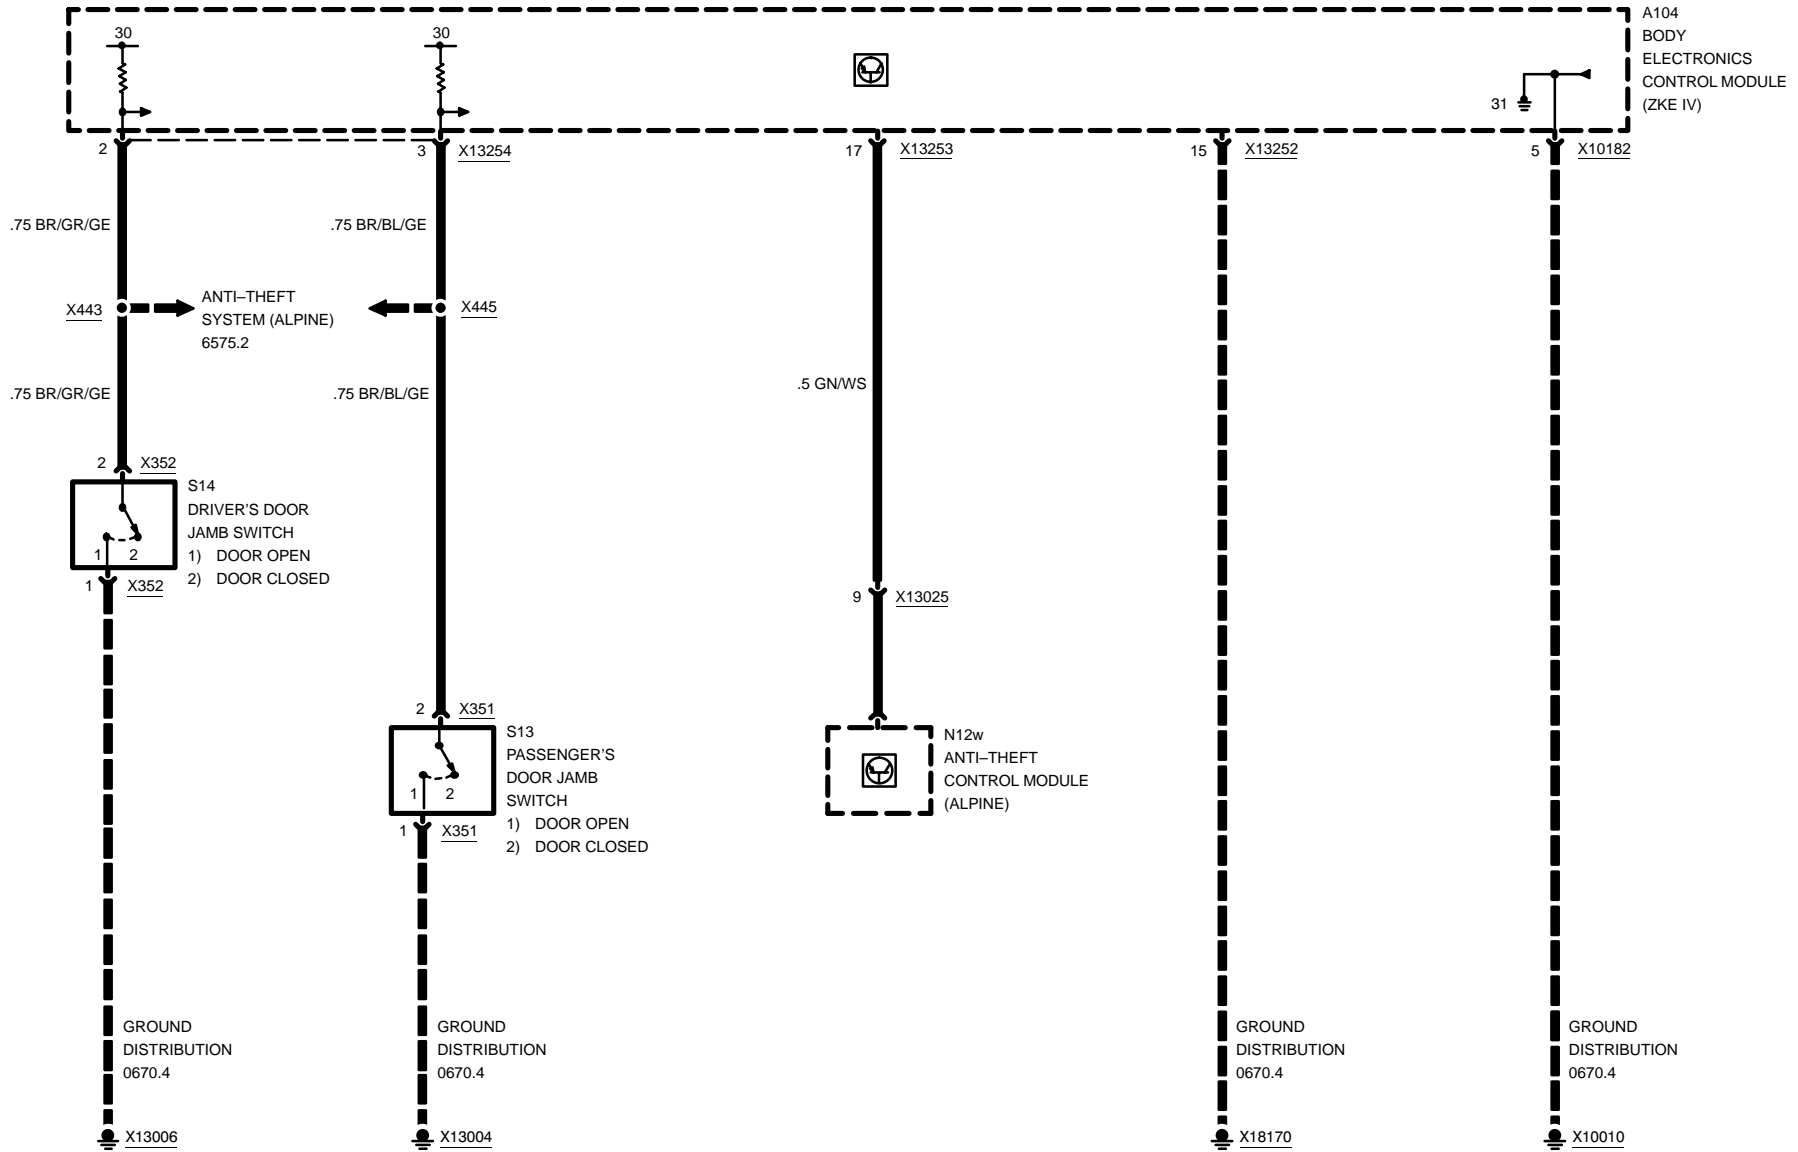 A104
BODY
ELECTRONICS
CONTROL MODULE
(ZKE IV)
30
30
31
2
3
X13254
17
X13253
15
X13252
5
X10182
.75 BR/GR/GE
.75 BR/BL/GE
X443
ANTI–THEFT
SYSTEM (ALPINE)
6575.2
X445
.75 BR/GR/GE
.75 BR/BL/GE
.5 GN/WS
2
X352
S14
DRIVER'S DOOR
JAMB SWITCH
1) DOOR OPEN
2) DOOR CLOSED
1
2
1
X352
9
X13025
2
X351
S13
PASSENGER'S
DOOR JAMB
SWITCH
1) DOOR OPEN
2) DOOR CLOSED
1
2
1
X351
N12w
ANTI–THEFT
CONTROL MODULE
(ALPINE)
GROUND
DISTRIBUTION
0670.4
GROUND
DISTRIBUTION
0670.4
GROUND
DISTRIBUTION
0670.4
GROUND
DISTRIBUTION
0670.4
X13006
X13004
X18170
X10010